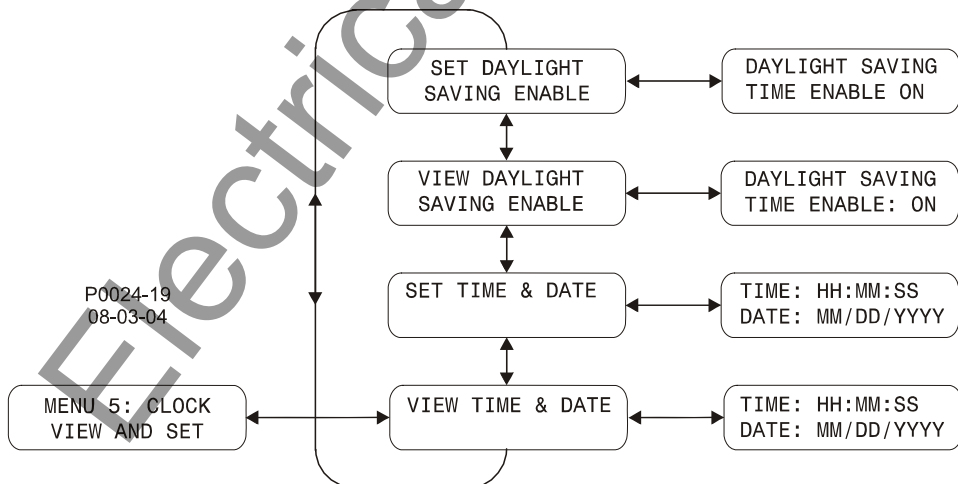 SET DAYLIGHT
SAVING ENABLE
DAYLIGHT SAVING
TIME ENABLE ON
VIEW DAYLIGHT
SAVING ENABLE
DAYLIGHT SAVING
TIME ENABLE: ON
SET TIME & DATE
TIME: HH:MM:SS
DATE: MM/DD/YYYY
P0024-19
08-03-04
MENU 5: CLOCK
VIEW AND SET
VIEW TIME & DATE
TIME: HH:MM:SS
DATE: MM/DD/YYYY
Electrica